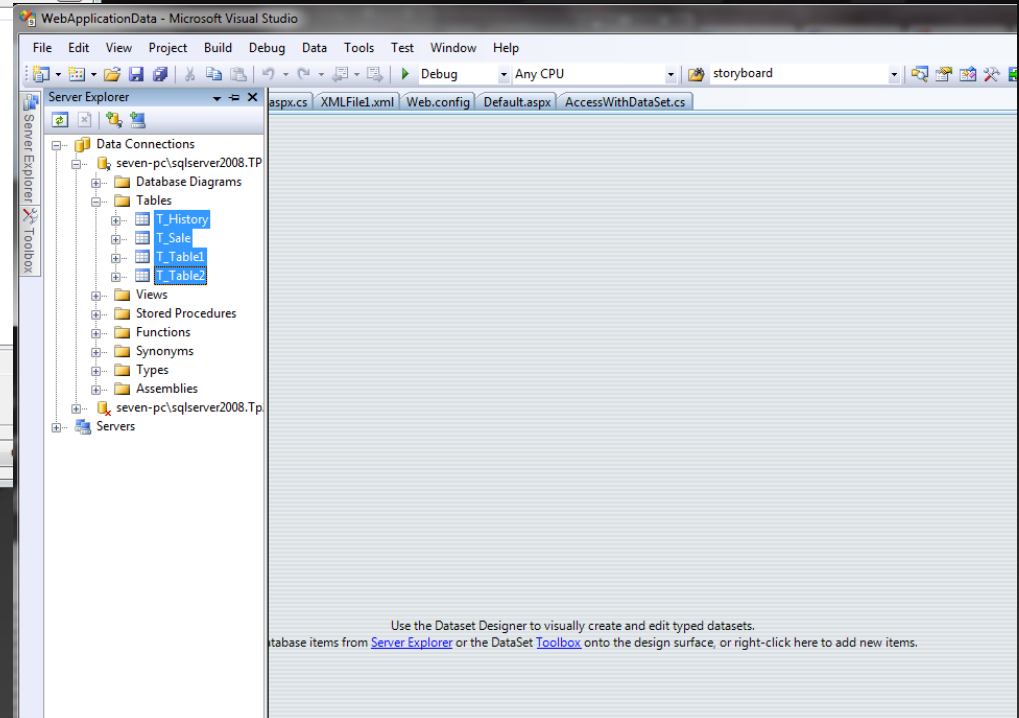 WebApplicationData - Microsoft Visual Studio
File Edit View Project Build Debug Data Tools Test Window Help
Debug Any CPU storyboard
Server Explorer
aspx.cs XMLFile1.xml Web.config Default.aspx AccessWithDataSet.cs
Server Explorer
Toolbox
Data Connections
seven-pc\sqlserver2008.TP
Database Diagrams
Tables
T_History
T_Sale
T_Table1
T_Table2
Views
Stored Procedures
Functions
Synonyms
Types
Assemblies
seven-pc\sqlserver2008.Tp
Servers
Use the Dataset Designer to visually create and edit typed datasets.
tabase items from Server Explorer or the DataSet Toolbox onto the design surface, or right-click here to add new items.